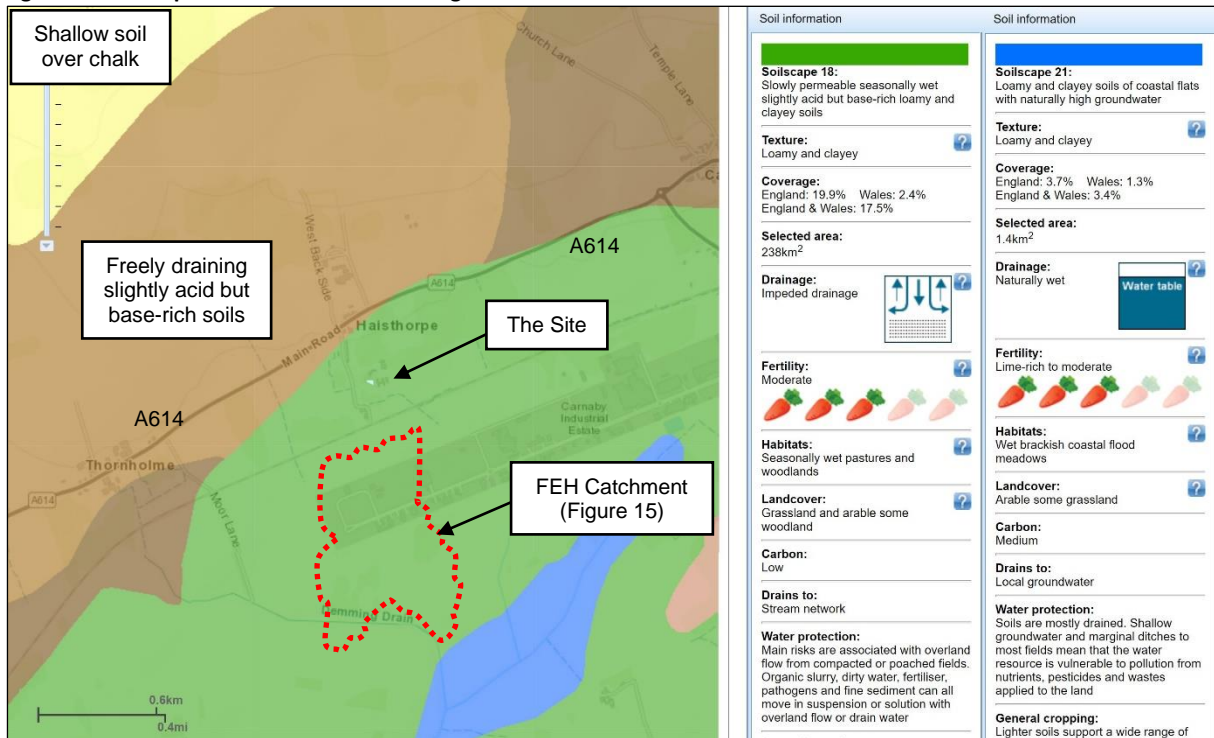 Shallow soil
over chalk
Church Lane
Temple Lane
West Back Side
A614
A614
Freely draining
slightly acid but
base-rich soils
Haisthorpe
The Site
Main Road
Carnaby
Industrial
Estate
A614
Thornholme
A614
Moor Lane
FEH Catchment
(Figure 15)
Demming Drain
0.6km
0.4mi
Soil information
Soilscape 18:
Slowly permeable seasonally wet
slightly acid but base-rich loamy and
clayey soils
Texture:
Loamy and clayey
Coverage:
England: 19.9% Wales: 2.4%
England & Wales: 17.5%
Selected area:
238km2
Drainage:
Impeded drainage
Fertility:
Moderate
Habitats:
Seasonally wet pastures and
woodlands
Landcover:
Grassland and arable some
woodland
Carbon:
Low
Drains to:
Stream network
Water protection:
Main risks are associated with overland
flow from compacted or poached fields.
Organic slurry, dirty water, fertiliser,
pathogens and fine sediment can all
move in suspension or solution with
overland flow or drain water
Soil information
Soilscape 21:
Loamy and clayey soils of coastal flats
with naturally high groundwater
Texture:
Loamy and clayey
Coverage:
England: 3.7% Wales: 1.3%
England & Wales: 3.4%
Selected area:
1.4km2
Drainage:
Naturally wet
Water table
Fertility:
Lime-rich to moderate
Habitats:
Wet brackish coastal flood
meadows
Landcover:
Arable some grassland
Carbon:
Medium
Drains to:
Local groundwater
Water protection:
Soils are mostly drained. Shallow
groundwater and marginal ditches to
most fields mean that the water
resource is vulnerable to pollution from
nutrients, pesticides and wastes
applied to the land
General cropping:
Lighter soils support a wide range of